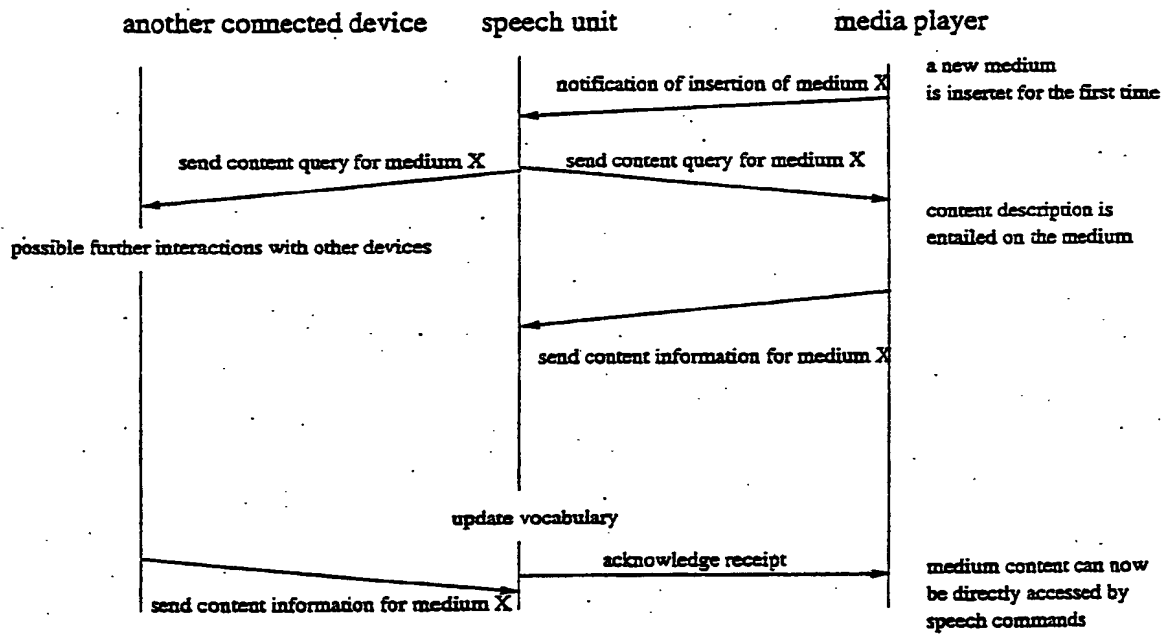 another connected device
speech unit
media player
a new medium
is insertet for the first time
notification of insertion of medium X
send content query for medium X
send content query for medium X
content description is
entailed on the medium
possible further interactions with other devices
send content information for medium X
update vocabulary
acknowledge receipt
send content information for medium X
medium content can now
be directly accessed by
speech commands